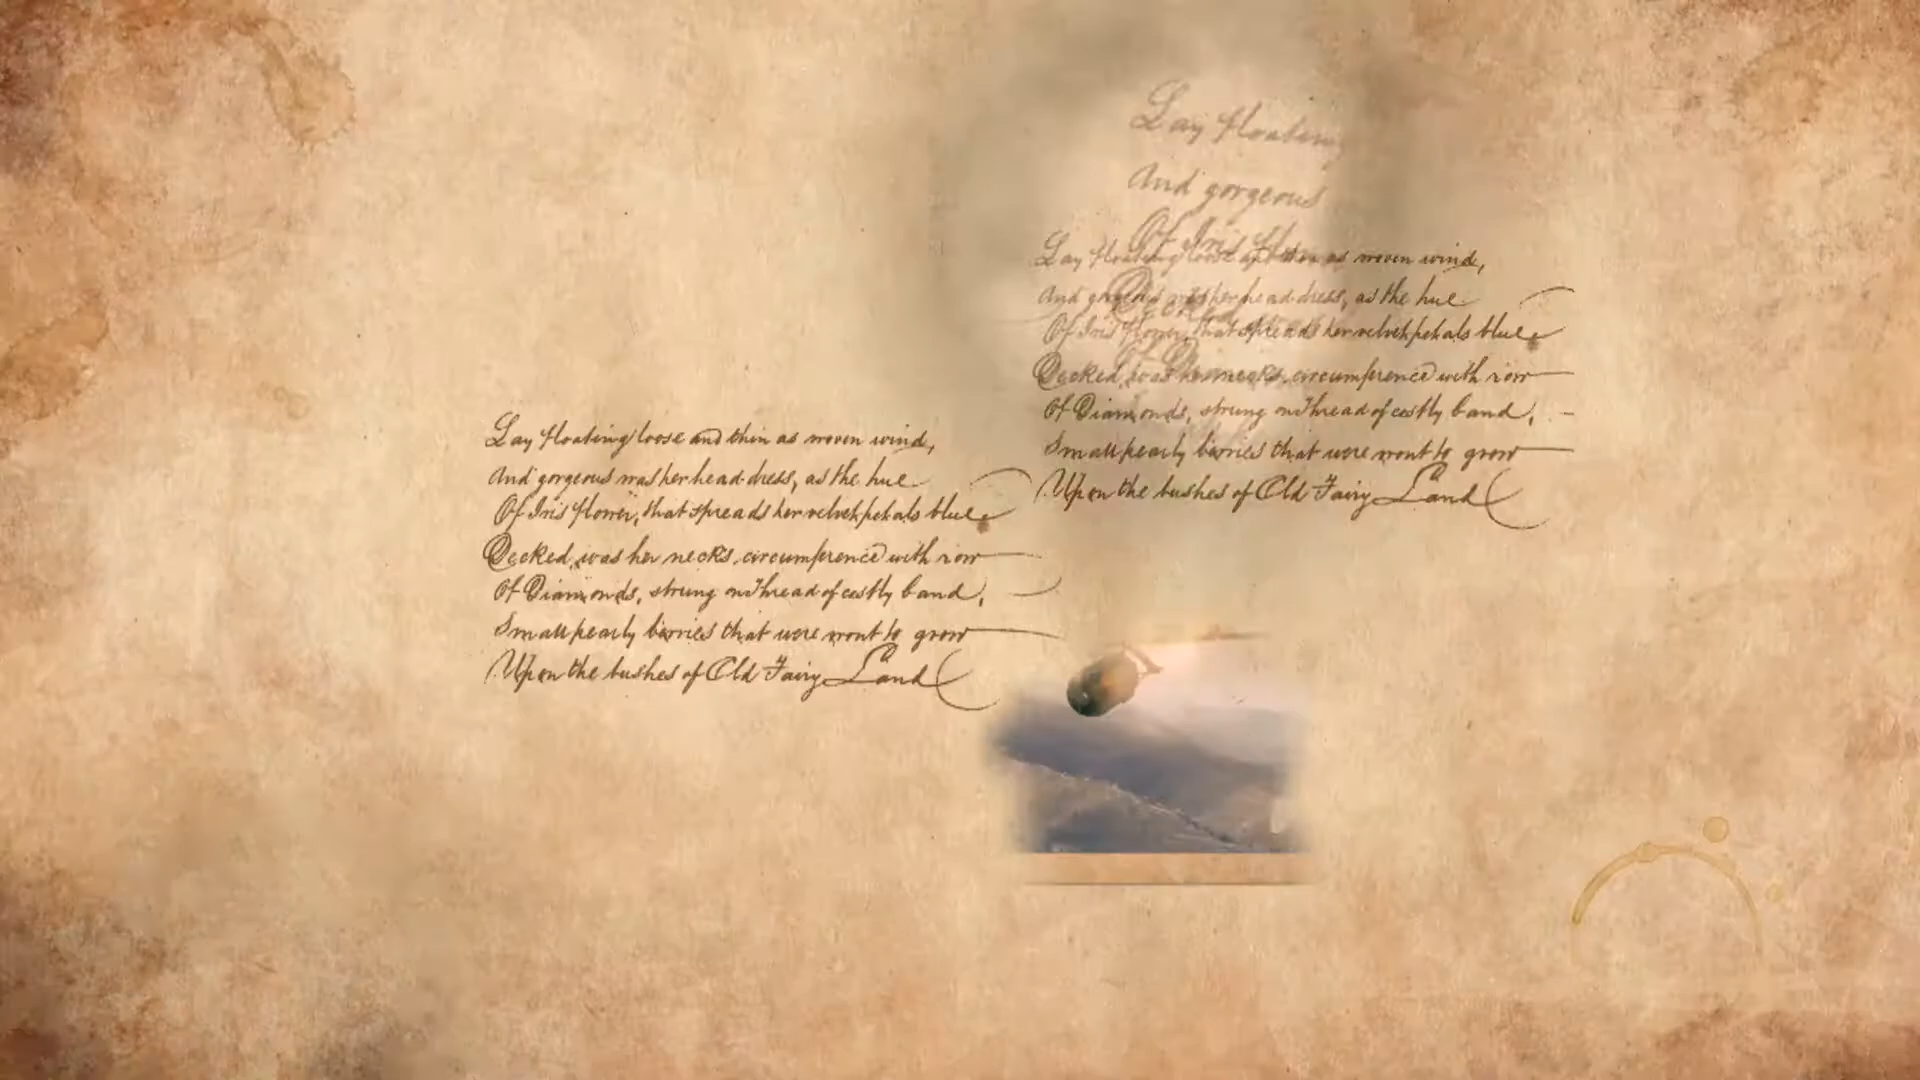 Lay floating
And gorgeous
Of Iris fl
Lay floating loose and thin as woven wind,
And gorgeous was her head-dress, as the hue
Of Iris flower, that spreads her velvet petals blue
Decked, was her necks, circumference with row
Of Diamonds, strung on thread of costly band,
Small pearly berries that were wont to grow
Upon the bushes of Old Fairy Land
Lay floating loose and thin as woven wind,
And gorgeous was her head-dress, as the hue
Of Iris flower, that spreads her velvet petals blue
Decked, was her necks, circumference with row
Of Diamonds, strung on thread of costly band,
Small pearly berries that were wont to grow
Upon the bushes of Old Fairy Land